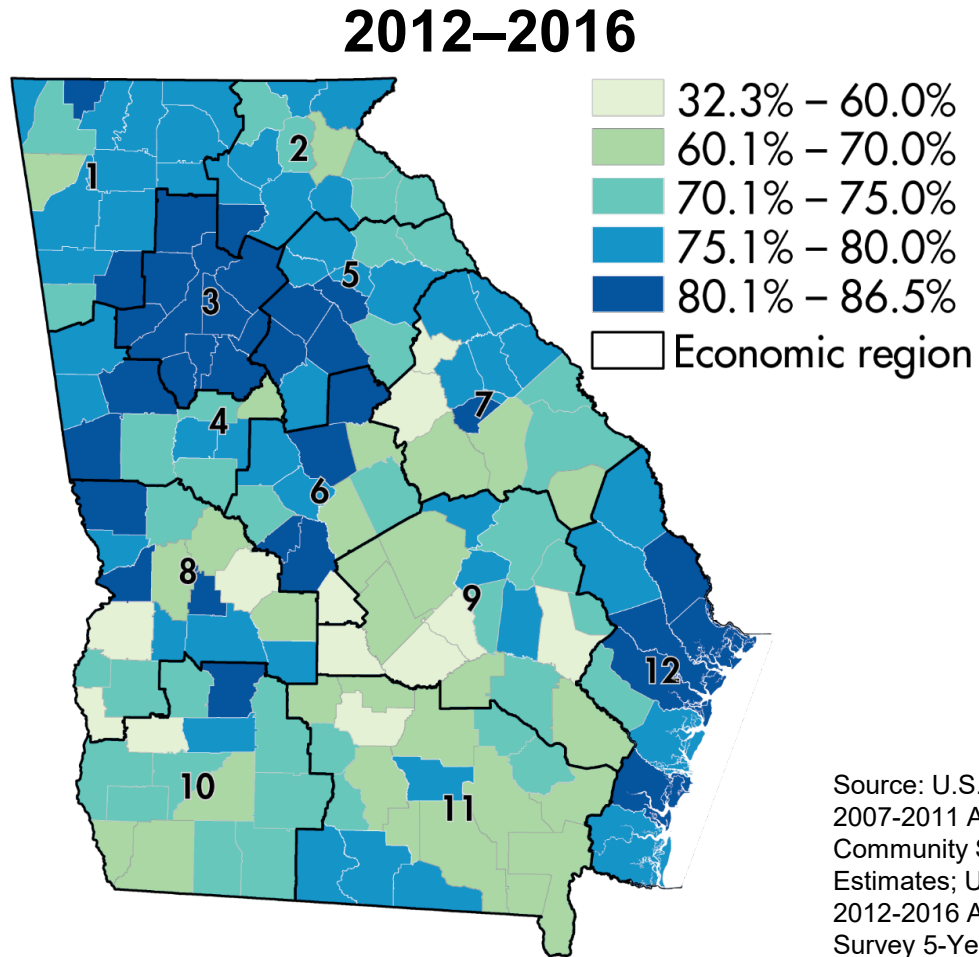 2012–2016
32.3% – 60.0%
60.1% – 70.0%
70.1% – 75.0%
75.1% – 80.0%
80.1% – 86.5%
Economic region
1
2
3
5
4
7
6
8
9
12
10
11
Source: U.S.
2007-2011 A
Community S
Estimates; U
2012-2016 A
Survey 5-Ye